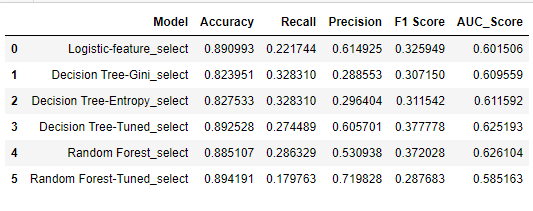 Model Accuracy Recall Precision F1 Score AUC_Score
0 Logistic-feature_select 0.890993 0.221744 0.614925 0.325949 0.601506
1 Decision Tree-Gini_select 0.823951 0.328310 0.288553 0.307150 0.609559
2 Decision Tree-Entropy_select 0.827533 0.328310 0.296404 0.311542 0.611592
3 Decision Tree-Tuned_select 0.892528 0.274489 0.605701 0.377778 0.625193
4 Random Forest_select 0.885107 0.286329 0.530938 0.372028 0.626104
5 Random Forest-Tuned_select 0.894191 0.179763 0.719828 0.287683 0.585163